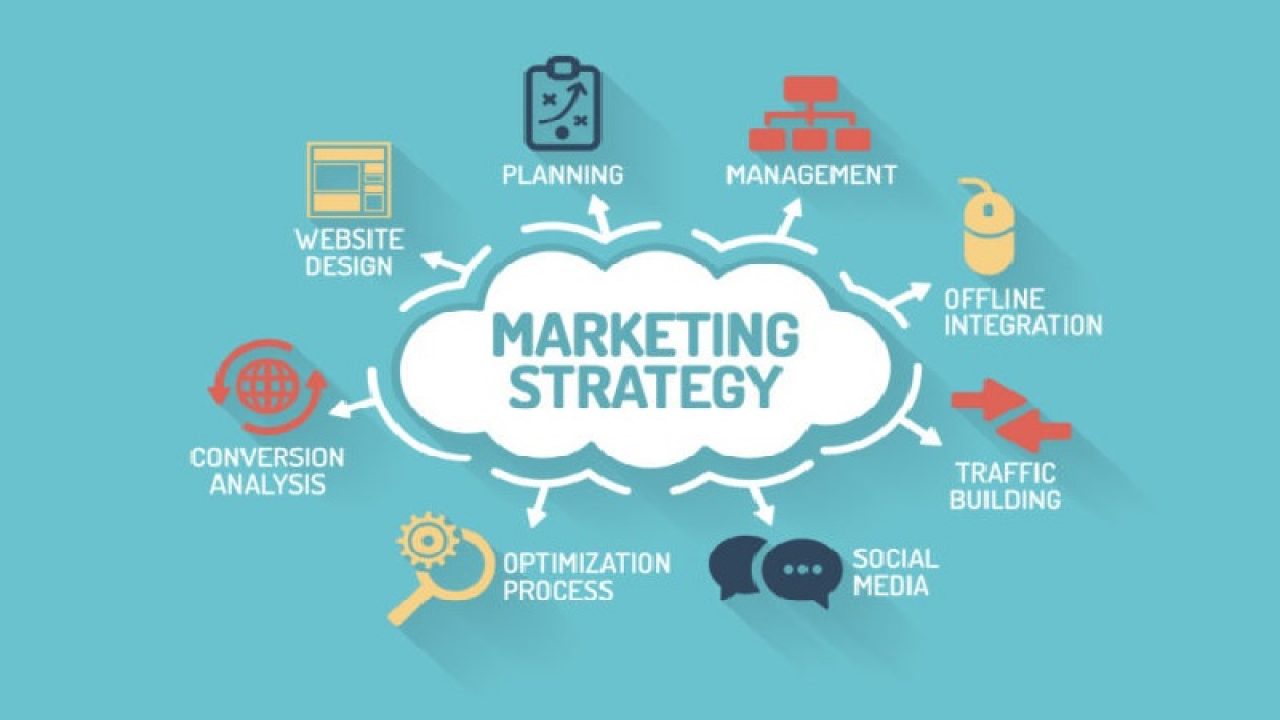 PLANNING
MANAGEMENT
WEBSITE
DESIGN
OFFLINE
INTEGRATION
MARKETING
STRATEGY
CONVERSION
ANALYSIS
TRAFFIC
BUILDING
OPTIMIZATION
PROCESS
SOCIAL
MEDIA